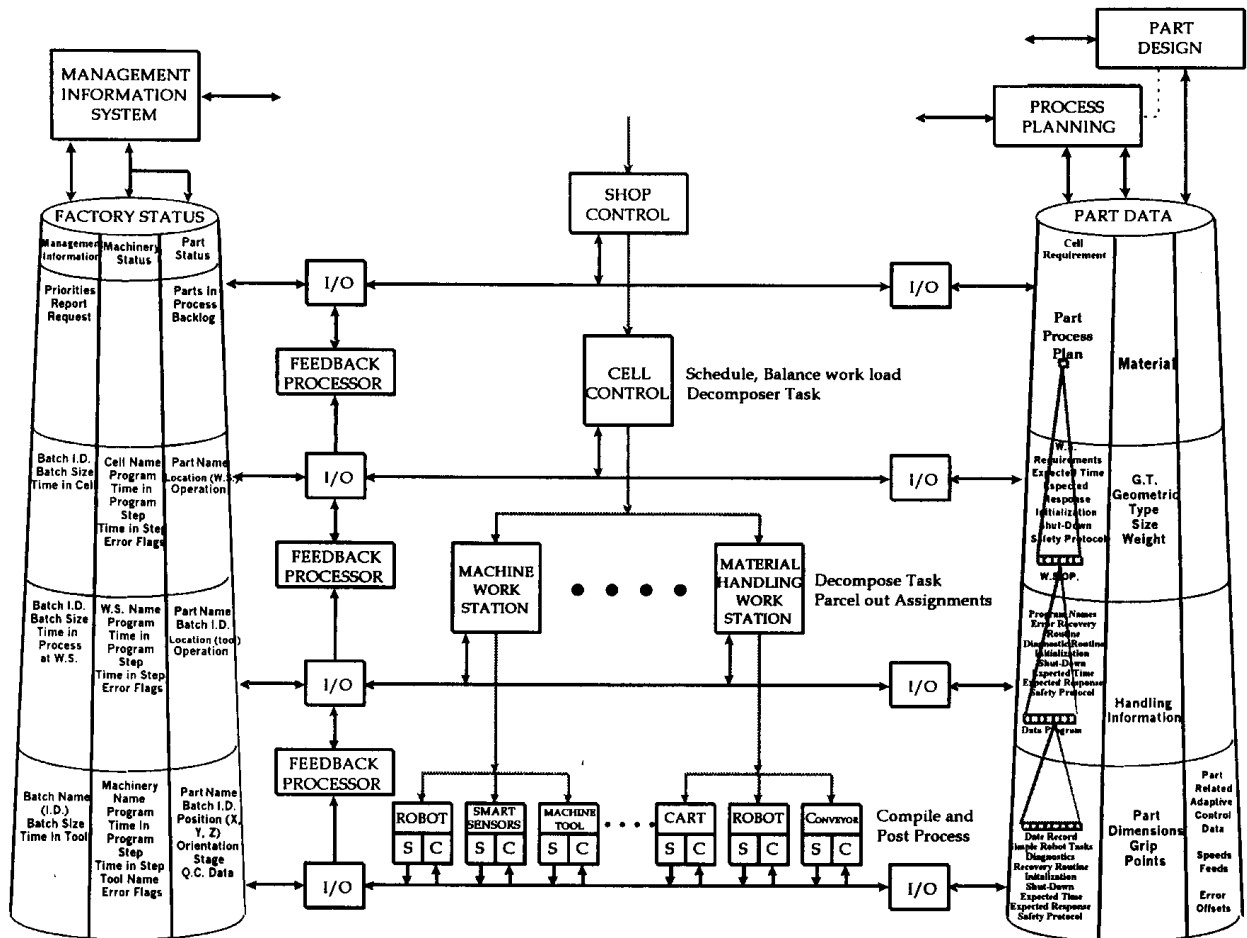 PART
DESIGN
MANAGEMENT
INFORMATION
SYSTEM
PROCESS
PLANNING
SHOP
CONTROL
FACTORY STATUS
Management
Information
Machinery
Status
Part
Status
Priorities
Report
Request
Parts In
Process
Backlog
Batch I.D.
Batch Size
Time in Cell
Cell Name
Program
Time in
Program
Step
Time in Step
Error Flags
Part Name
Location (W.S.)
Operation
Batch I.D.
Batch Size
Time in
Process
at W.S.
W.S. Name
Program
Time in
Program
Step
Time in Step
Error Flags
Part Name
Batch I.D.
Location (tool)
Operation
Batch Name
(I.D.)
Batch Size
Time In Tool
Machinery
Name
Program
Time in
Program
Step
Time in Step
Tool Name
Error Flags
Part Name
Batch I.D.
Position (X,
Y, Z)
Orientation
Stage
Q.C. Data
I/O
FEEDBACK
PROCESSOR
I/O
FEEDBACK
PROCESSOR
I/O
FEEDBACK
PROCESSOR
I/O
CELL
CONTROL
Schedule, Balance work load
Decomposer Task
MACHINE
WORK
STATION
MATERIAL
HANDLING
WORK
STATION
Decompose Task
Parcel out Assignments
ROBOT
S C
SMART
SENSORS
S C
MACHINE
TOOL
S C
CART
S C
ROBOT
S C
CONVEYOR
S C
Compile and
Post Process
I/O
I/O
I/O
I/O
PART DATA
Cell
Requirement
Part
Process
Plan
Material
W.S.
Requirements
Expected Time
Expected
Response
Initialization
Shut-Down
Safety Protocol
G.T.
Geometric
Type
Size
Weight
W.S.OP.
Program Names
Error Recovery
Routine
Diagnostic Routine
Initialization
Shut-Down
Expected Time
Expected Response
Safety Protocol
Handling
Information
Data Program
Date Record
Simple Robot Tasks
Diagnostics
Recovery Routine
Initialization
Shut-Down
Expected Time
Expected Response
Safety Protocol
Part
Dimensions
Grip
Points
Part
Related
Adaptive
Control
Data
Speeds
Feeds
Error
Offsets